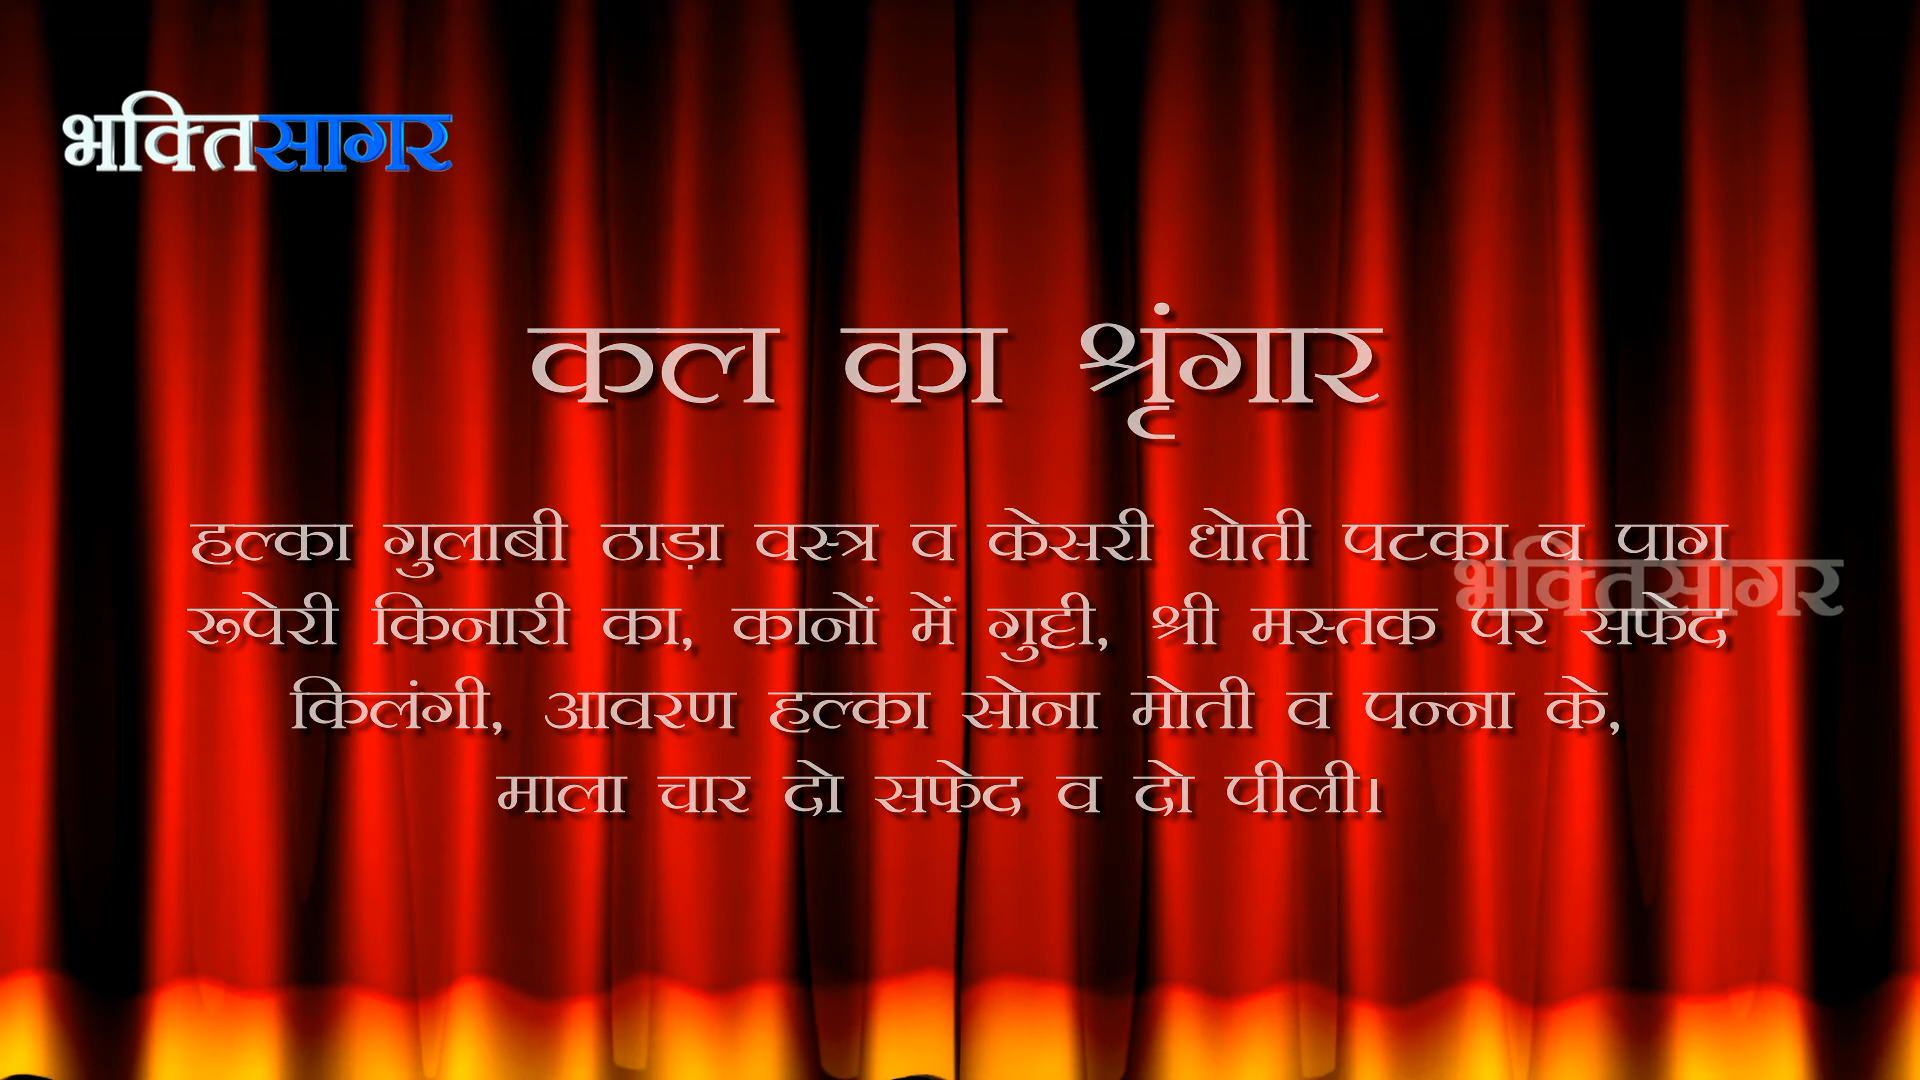 भक्तिसागर
कल का श्रृंगार
हल्का गुलाबी ठाड़ा वस्त्र व केसरी धोती पटका ब पाग
भक्तिसागर
रूपेरी किनारी का, कानों में गुट्टी, श्री मस्तक पर सफेद
किलंगी, आवरण हल्का सोना मोती व पन्ना के,
माला चार दो सफेद व दो पीली।